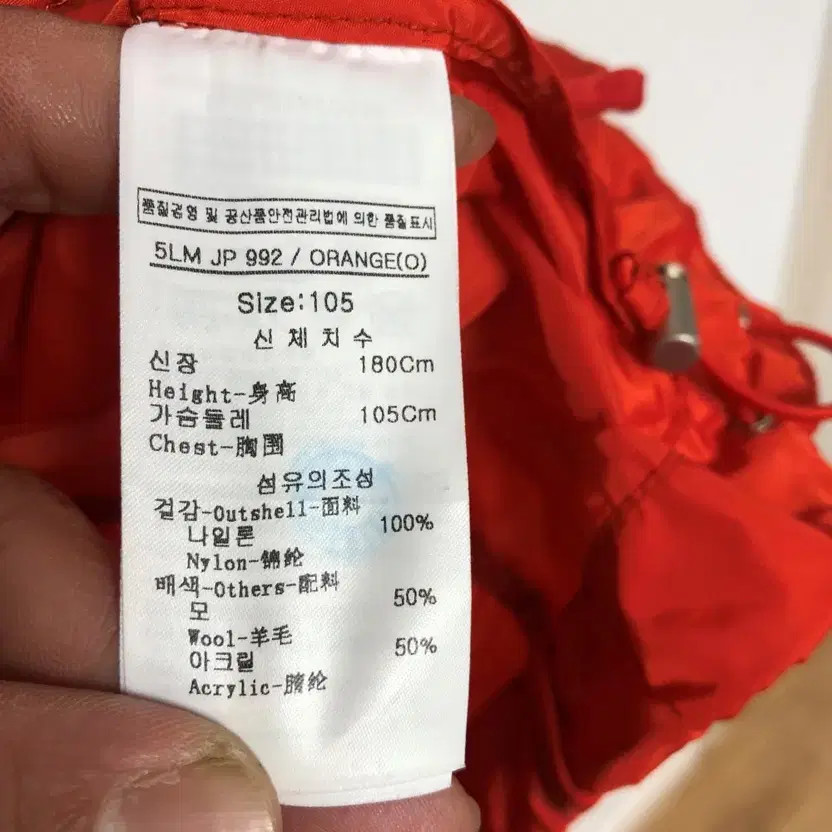 품질경영 및 공산품안전관리법에 의한 품질표시
5LM JP 992 / ORANGE(O)
Size:105
신 체 치 수
신장 180Cm
Height-身高
가슴둘레 105Cm
Chest-胸围
섬유의조성
겉감-Outshell-面料 100%
나일론
Nylon-锦纶
배색-Others-配料
모 50%
Wool-羊毛
아크릴 50%
Acrylic-腈纶